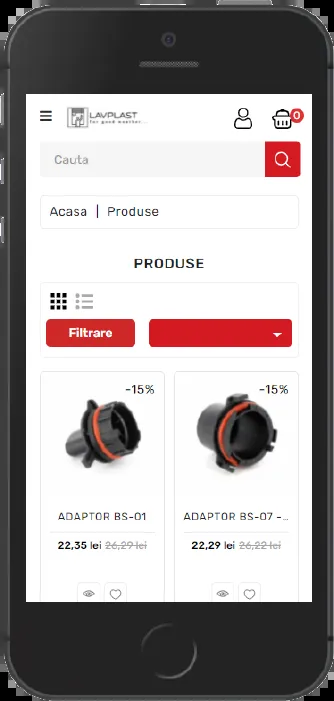 LAVPLAST
for good weather...
0
Cauta
Acasa | Produse
PRODUSE
Filtrare
-15%
-15%
ADAPTOR BS-01
ADAPTOR BS-07 -...
22,35 lei 26,29 lei
22,29 lei 26,22 lei